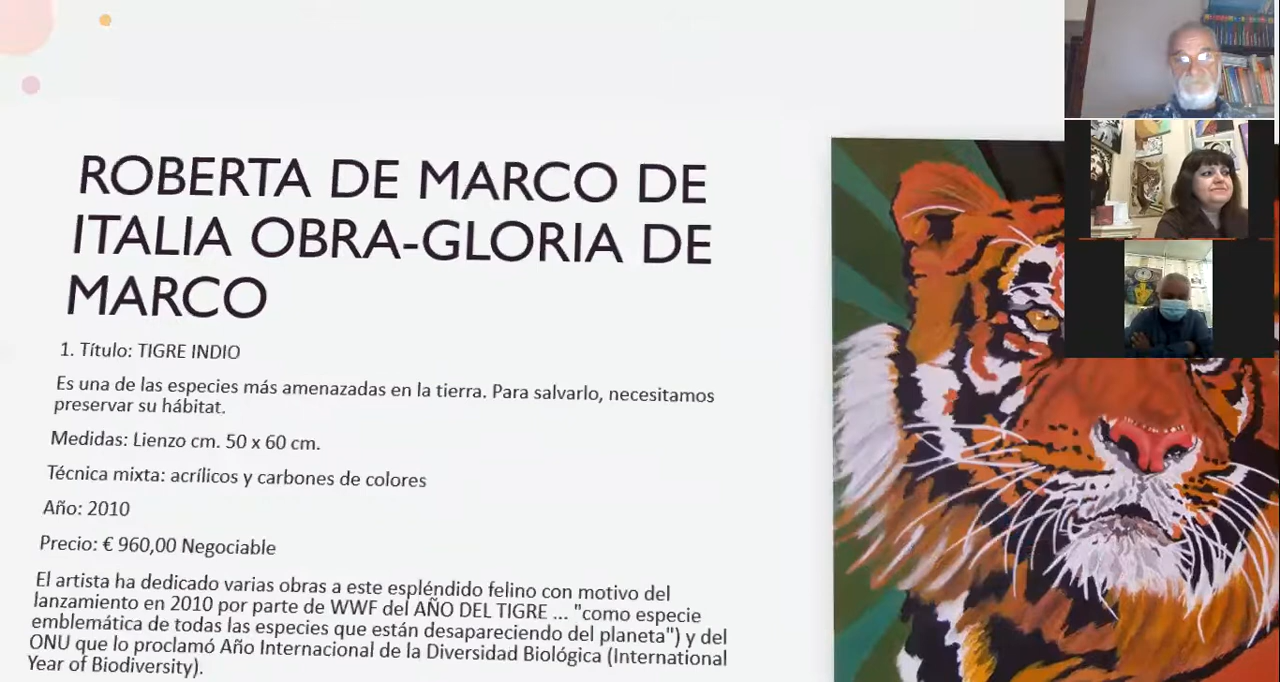 ROBERTA DE MARCO DE
ITALIA OBRA-GLORIA DE
MARCO
1. Título: TIGRE INDIO
Es una de las especies más amenazadas en la tierra. Para salvarlo, necesitamos
preservar su hábitat.
Medidas: Lienzo cm. 50 x 60 cm.
Técnica mixta: acrílicos y carbones de colores
Año: 2010
Precio: € 960,00 Negociable
El artista ha dedicado varias obras a este espléndido felino con motivo del
lanzamiento en 2010 por parte de WWF del AÑO DEL TIGRE ... "como especie
emblemática de todas las especies que están desapareciendo del planeta") y del
ONU que lo proclamó Año Internacional de la Diversidad Biológica (International
Year of Biodiversity).